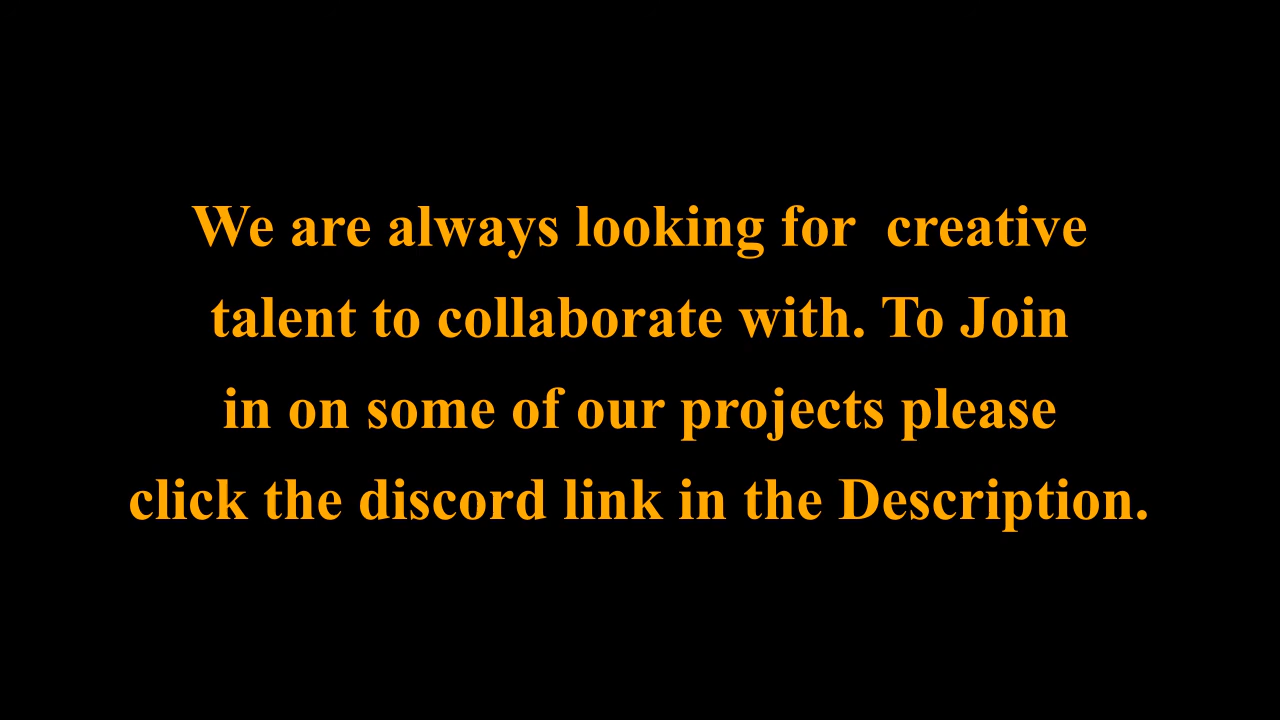 We are always looking for  creative
talent to collaborate with. To Join
in on some of our projects please
click the discord link in the Description.